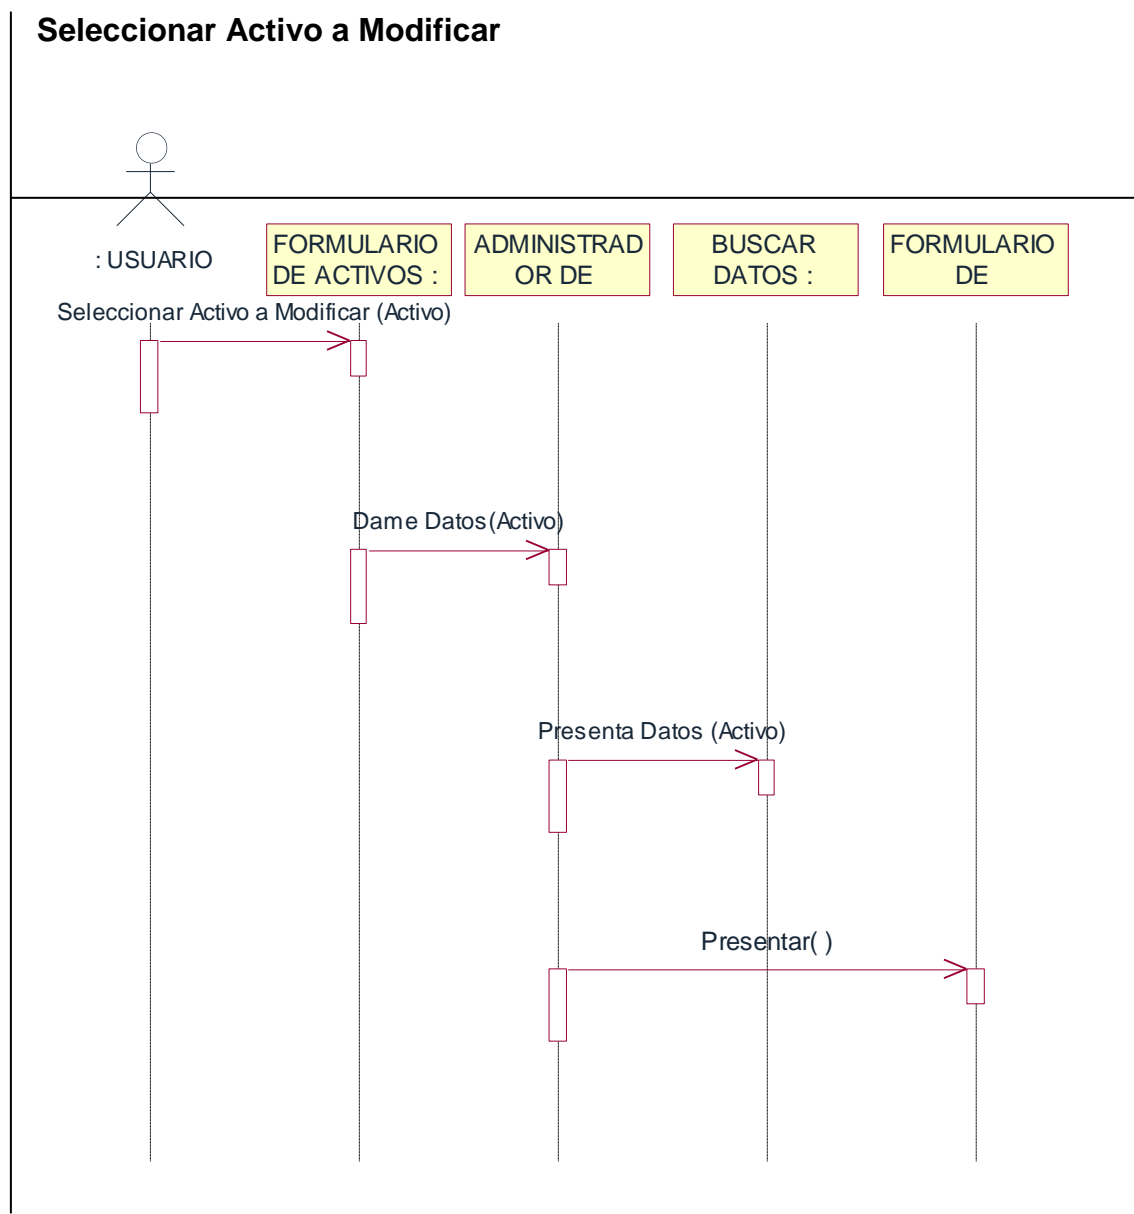 Seleccionar Activo a Modificar
: USUARIO
FORMULARIO
DE ACTIVOS :
ADMINISTRAD
OR DE
BUSCAR
DATOS :
FORMULARIO
DE
Seleccionar Activo a Modificar (Activo)
Dame Datos(Activo)
Presenta Datos (Activo)
Presentar( )